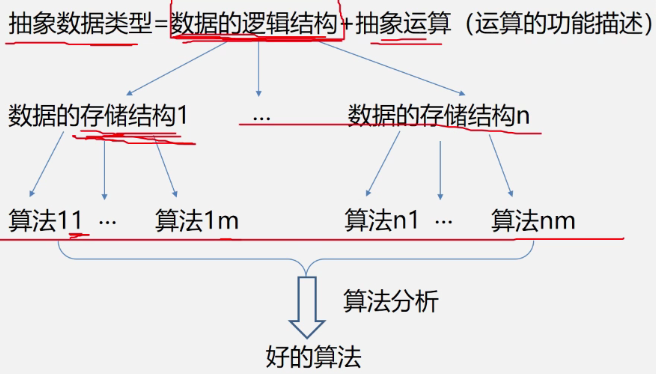 抽象数据类型=数据的逻辑结构+抽象运算（运算的功能描述）
数据的存储结构1 … 数据的存储结构n
算法11 … 算法1m 算法n1 … 算法nm
算法分析
好的算法